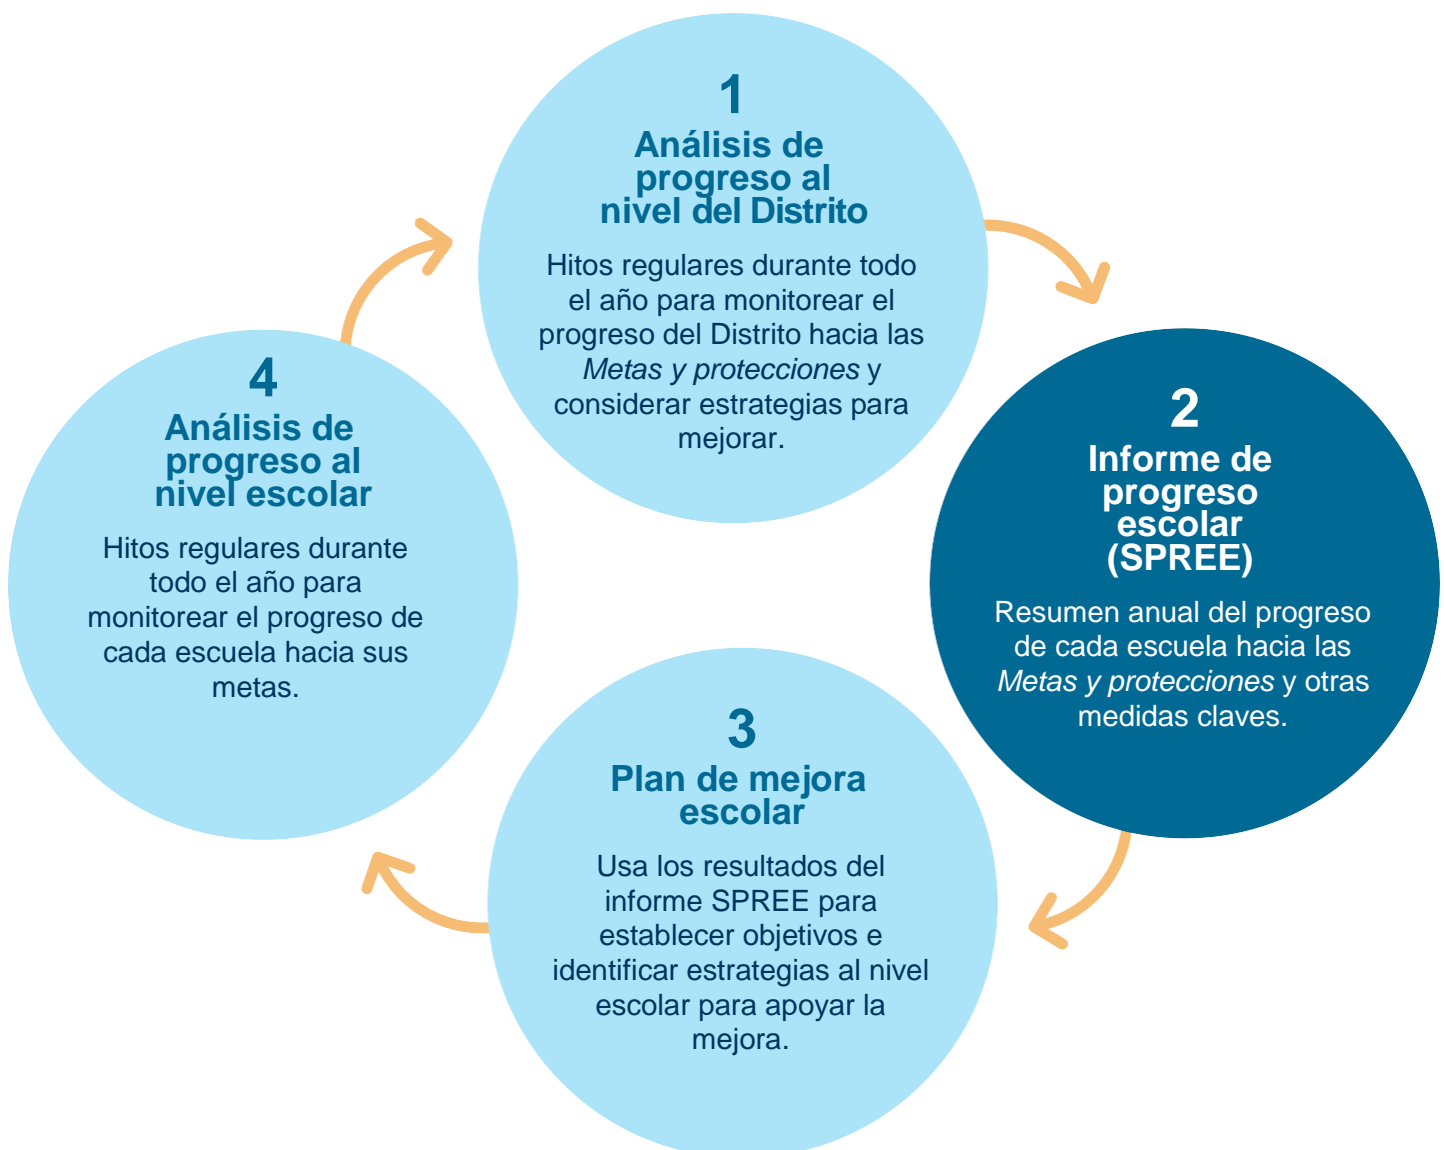 1
Análisis de
progreso al
nivel del Distrito
Hitos regulares durante todo
el año para monitorear el
progreso del Distrito hacia las
Metas y protecciones y
considerar estrategias para
mejorar.
2
Informe de
progreso
escolar
(SPREE)
Resumen anual del progreso
de cada escuela hacia las
Metas y protecciones y otras
medidas claves.
3
Plan de mejora
escolar
Usa los resultados del
informe SPREE para
establecer objetivos e
identificar estrategias al nivel
escolar para apoyar la
mejora.
4
Análisis de
progreso al
nivel escolar
Hitos regulares durante
todo el año para
monitorear el progreso de
cada escuela hacia sus
metas.